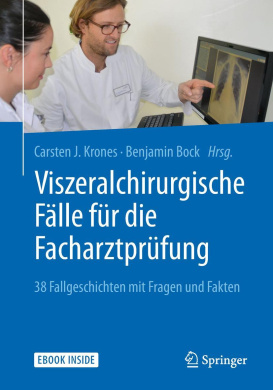 Carsten J. Krones · Benjamin Bock Hrsg.
Viszeralchirurgische
Fälle für die
Facharztprüfung
38 Fallgeschichten mit Fragen und Fakten
EBOOK INSIDE
Springer